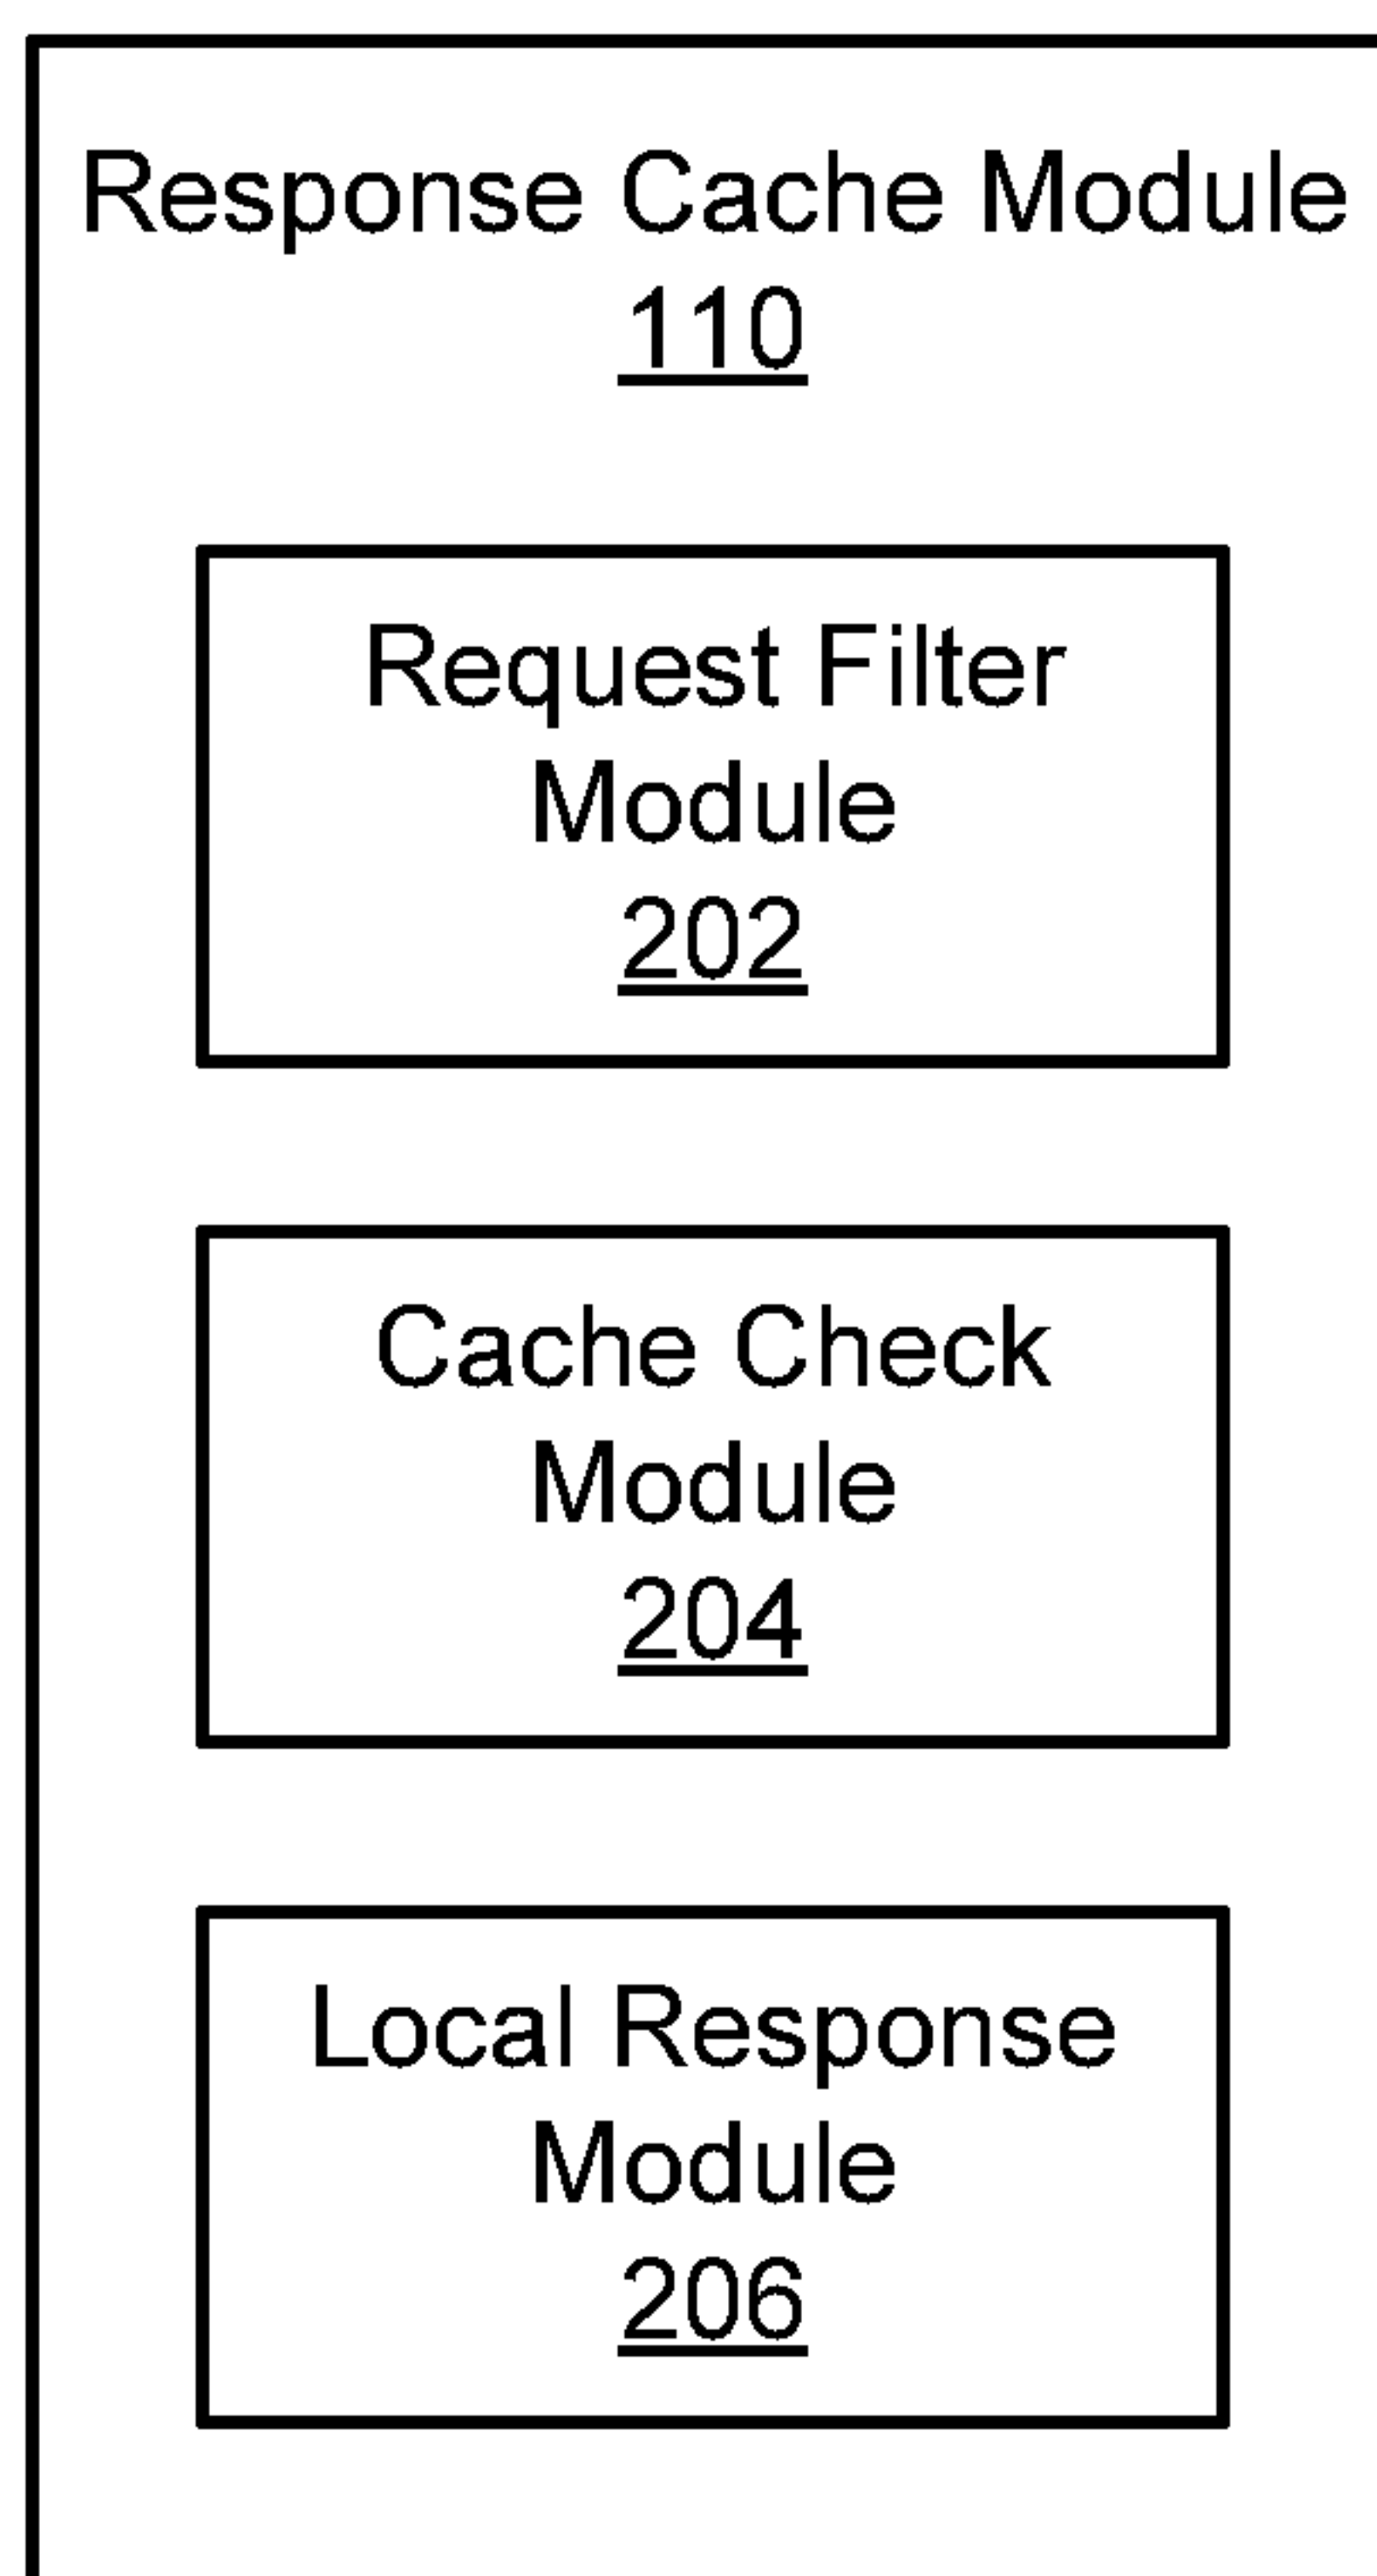 Response Cache Module
110
Request Filter
Module
202
Cache Check
Module
204
Local Response
Module
206